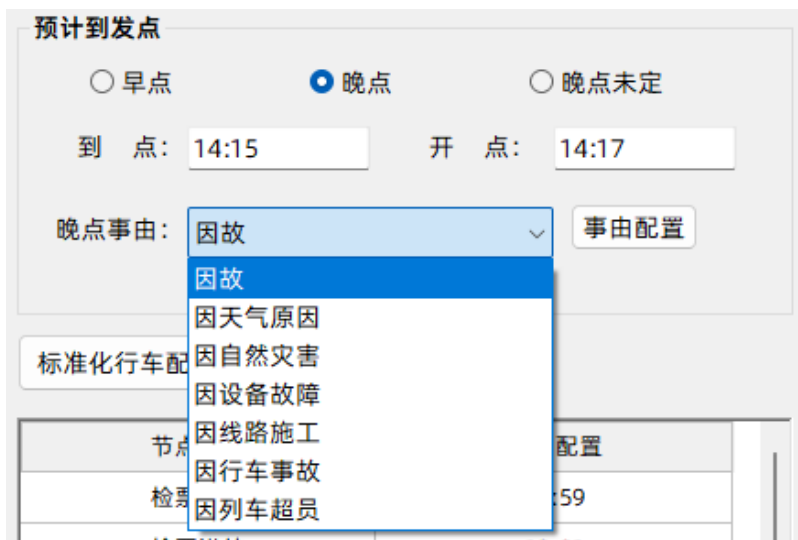 预计到发点
早点 晚点 晚点未定
到 点: 14:15 开 点: 14:17
晚点事由: 因故 事由配置
因故
因天气原因
因自然灾害
因设备故障
因线路施工
因行车事故
因列车超员
标准化行车配
节点 配置
检票 :59